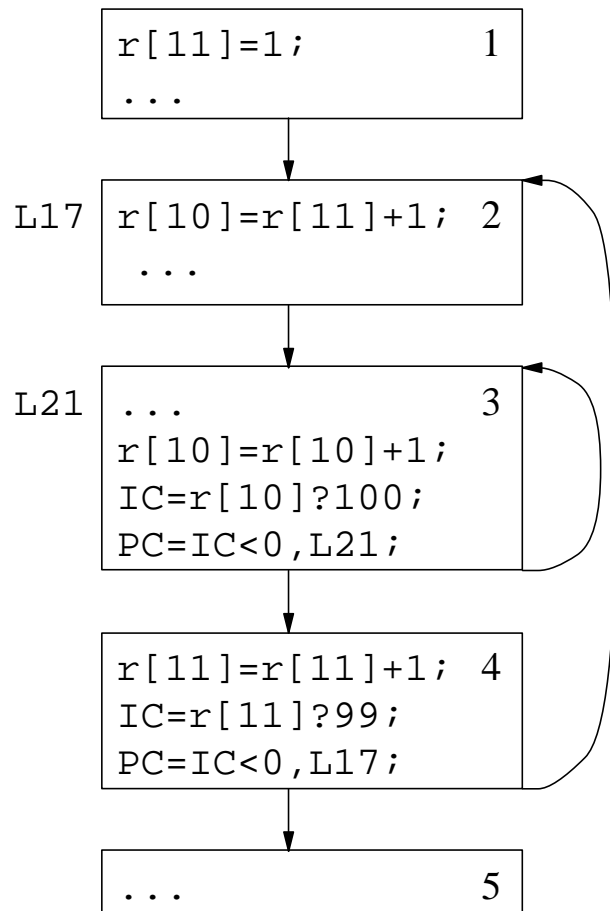 r[11]=1; 1
...
L17 r[10]=r[11]+1; 2
...
L21 ... 3
r[10]=r[10]+1;
IC=r[10]?100;
PC=IC<0,L21;
r[11]=r[11]+1; 4
IC=r[11]?99;
PC=IC<0,L17;
... 5